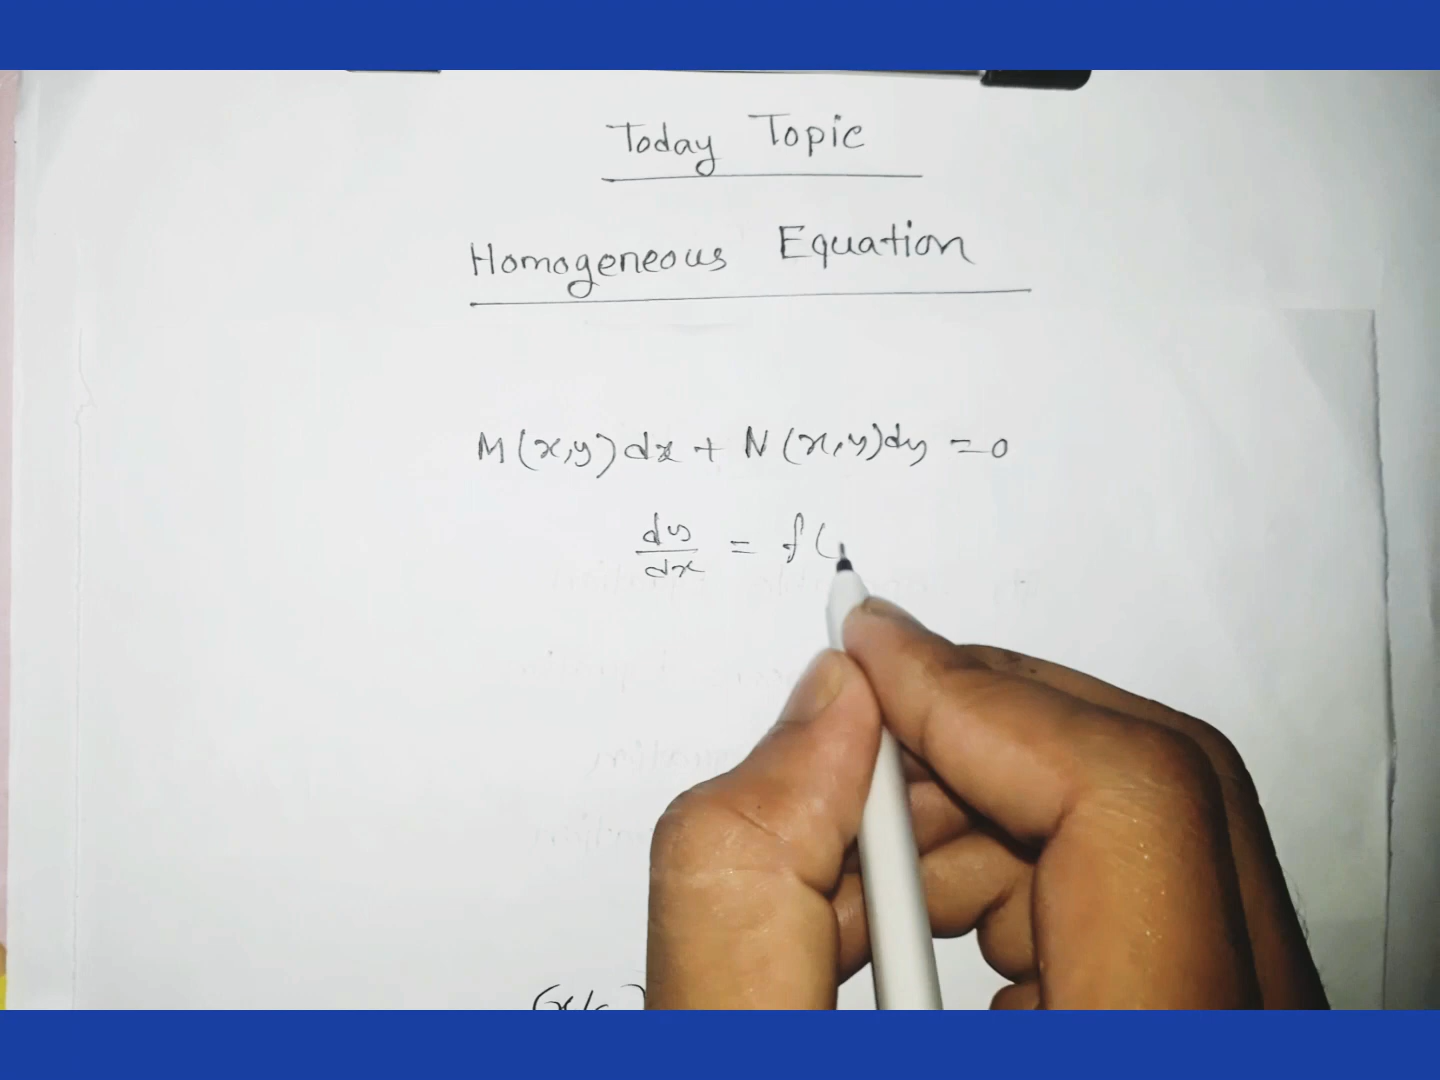 Today Topic
Homogeneous Equation
M(x,y)dx + N(x,y)dy = 0
dy/dx = f(